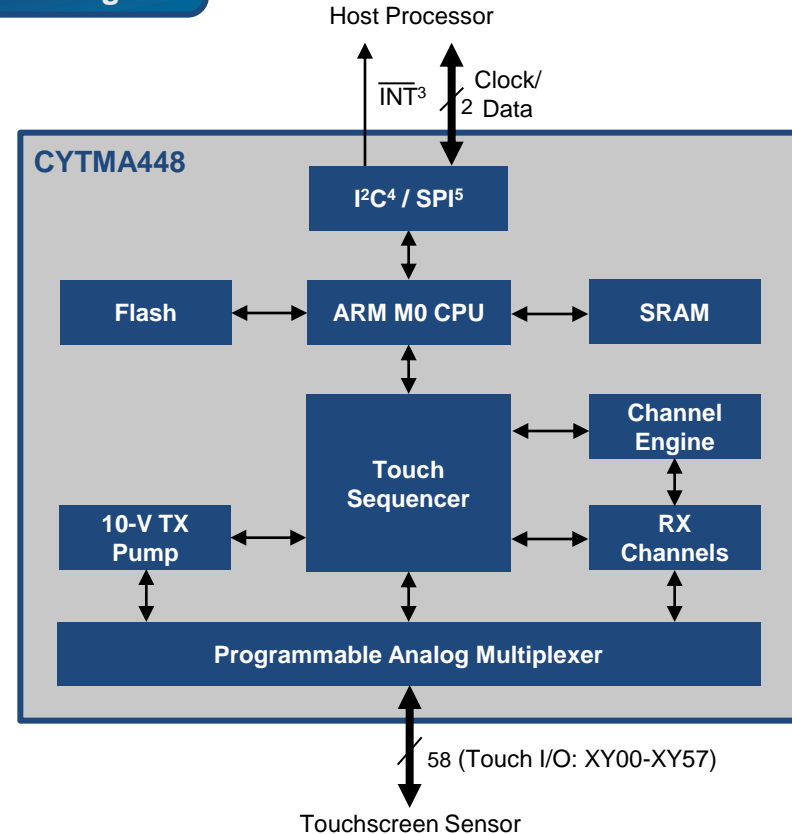 Host Processor
INT³
Clock/
2 Data
CYTMA448
I²C⁴ / SPI⁵
Flash
ARM M0 CPU
SRAM
Channel
Engine
Touch
Sequencer
10-V TX
Pump
RX
Channels
Programmable Analog Multiplexer
58 (Touch I/O: XY00-XY57)
Touchscreen Sensor